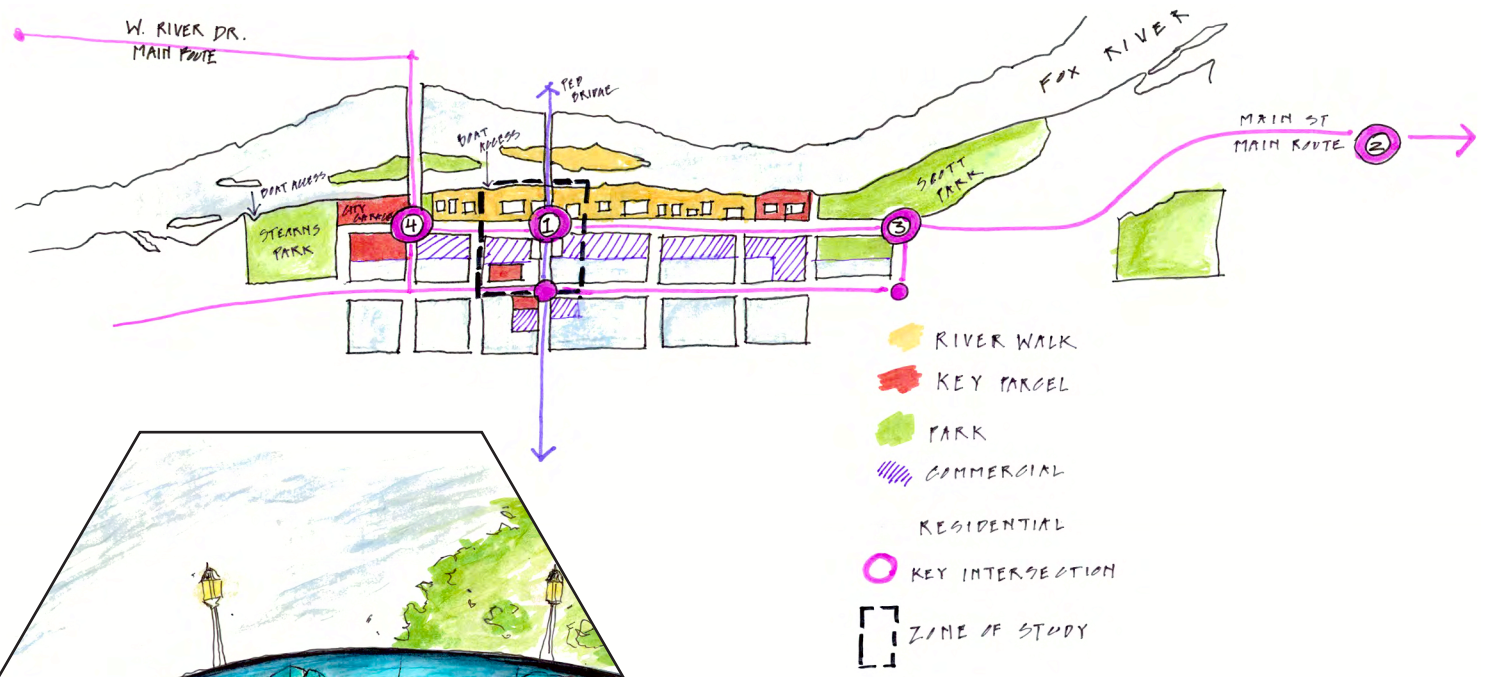 W. RIVER DR.
MAIN ROUTE
FOX RIVER
PED
BRIDGE
BOAT
ACCESS
MAIN ST
MAIN ROUTE
2
BOAT ACCESS
SCOTT
PARK
CITY
GARAGE
4
1
3
STEARNS
PARK
RIVER WALK
KEY PARCEL
PARK
COMMERCIAL
RESIDENTIAL
KEY INTERSECTION
ZONE OF STUDY